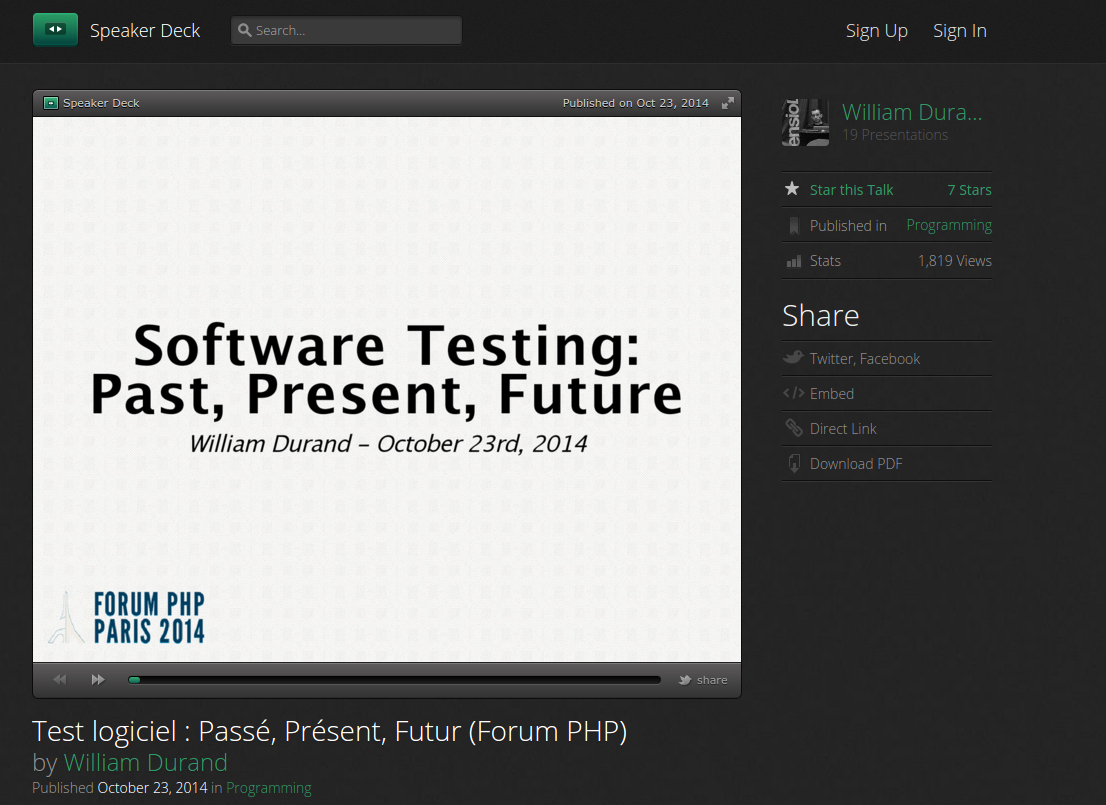 Speaker Deck
Search...
Sign Up
Sign In
Speaker Deck
Published on Oct 23, 2014
Software Testing:
Past, Present, Future
William Durand – October 23rd, 2014
FORUM PHP
PARIS 2014
share
Test logiciel : Passé, Présent, Futur (Forum PHP)
by William Durand
Published October 23, 2014 in Programming
ensiol
William Dura...
19 Presentations
Star this Talk 7 Stars
Published in Programming
Stats 1,819 Views
Share
Twitter, Facebook
Embed
Direct Link
Download PDF